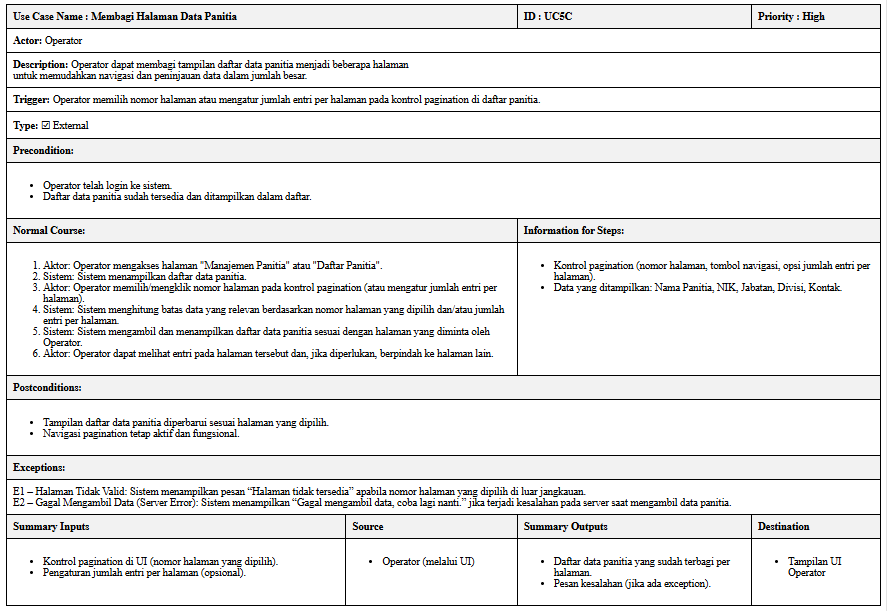 Use Case Name : Membagi Halaman Data Panitia
ID : UC5C
Priority : High
Actor: Operator
Description: Operator dapat membagi tampilan daftar data panitia menjadi beberapa halaman
untuk memudahkan navigasi dan peninjauan data dalam jumlah besar.
Trigger: Operator memilih nomor halaman atau mengatur jumlah entri per halaman pada kontrol pagination di daftar panitia.
Type: ☑ External
Precondition:
• Operator telah login ke sistem.
• Daftar data panitia sudah tersedia dan ditampilkan dalam daftar.
Normal Course:
1. Aktor: Operator mengakses halaman "Manajemen Panitia" atau "Daftar Panitia".
2. Sistem: Sistem menampilkan daftar data panitia.
3. Aktor: Operator memilih/mengklik nomor halaman pada kontrol pagination (atau mengatur jumlah entri per
halaman).
4. Sistem: Sistem menghitung batas data yang relevan berdasarkan nomor halaman yang dipilih dan/atau jumlah
entri per halaman.
5. Sistem: Sistem mengambil dan menampilkan daftar data panitia sesuai dengan halaman yang diminta oleh
Operator.
6. Aktor: Operator dapat melihat entri pada halaman tersebut dan, jika diperlukan, berpindah ke halaman lain.
Information for Steps:
• Kontrol pagination (nomor halaman, tombol navigasi, opsi jumlah entri per
halaman).
• Data yang ditampilkan: Nama Panitia, NIK, Jabatan, Divisi, Kontak.
Postconditions:
• Tampilan daftar data panitia diperbarui sesuai halaman yang dipilih.
• Navigasi pagination tetap aktif dan fungsional.
Exceptions:
E1 – Halaman Tidak Valid: Sistem menampilkan pesan “Halaman tidak tersedia” apabila nomor halaman yang dipilih di luar jangkauan.
E2 – Gagal Mengambil Data (Server Error): Sistem menampilkan “Gagal mengambil data, coba lagi nanti.” jika terjadi kesalahan pada server saat mengambil data panitia.
Summary Inputs
• Kontrol pagination di UI (nomor halaman yang dipilih).
• Pengaturan jumlah entri per halaman (opsional).
Source
• Operator (melalui UI)
Summary Outputs
• Daftar data panitia yang sudah terbagi per
halaman.
• Pesan kesalahan (jika ada exception).
Destination
• Tampilan UI
Operator